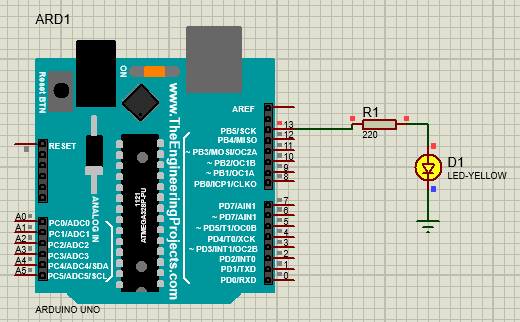 ARD1
ON
Reset BTN
www.TheEngineeringProjects.com
AREF
PB5/SCK 13
PB4/MISO 12
~ PB3/MOSI/OC2A 11
~ PB2/OC1B 10
~ PB1/OC1A 9
PB0/ICP1/CLKO 8
RESET
1121
ATMEGA328P-PU
ANALOG IN
PD7/AIN1 7
~ PD7/AIN1 6
~ PD5/T1/OC0B 5
PD4/T0/XCK 4
~ PD3/INT1/OC2B 3
PD2/INT0 2
PD1/TXD 1
PD0/RXD 0
A0 PC0/ADC0
A1 PC1/ADC1
A2 PC2/ADC2
A3 PC3/ADC3
A4 PC4/ADC4/SDA
A5 PC5/ADC5/SCL
ARDUINO UNO
R1
220
D1
LED-YELLOW